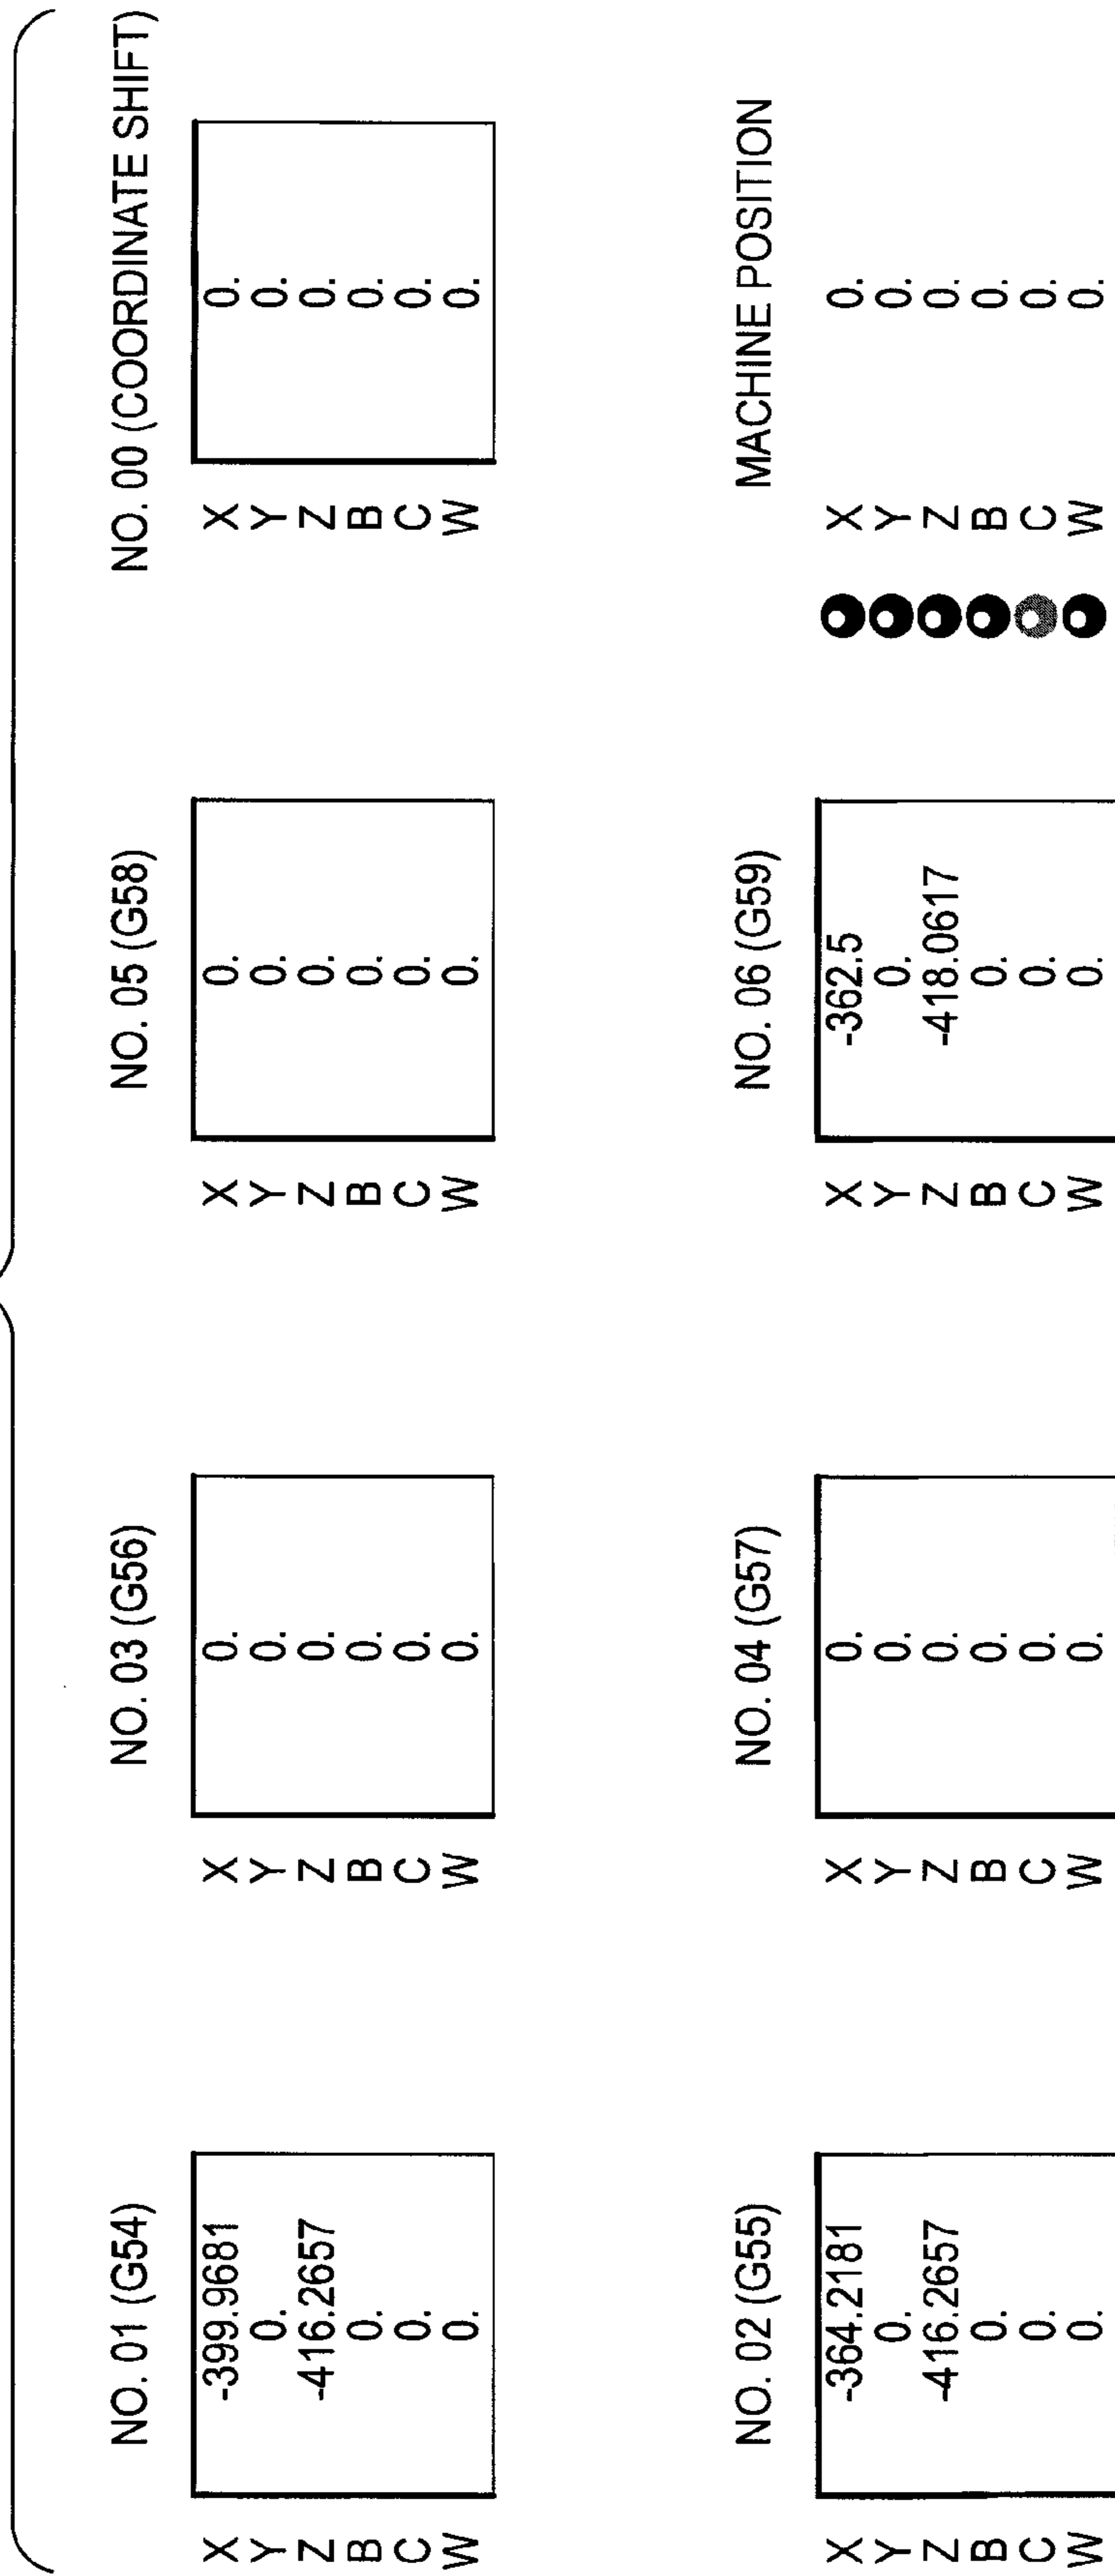 NO. 01 (G54)
X -399.9681
Y 0.
Z -416.2657
B 0.
C 0.
W 0.
NO. 03 (G56)
X 0.
Y 0.
Z 0.
B 0.
C 0.
W 0.
NO. 05 (G58)
X 0.
Y 0.
Z 0.
B 0.
C 0.
W 0.
NO. 00 (COORDINATE SHIFT)
X 0.
Y 0.
Z 0.
B 0.
C 0.
W 0.
NO. 02 (G55)
X -364.2181
Y 0.
Z -416.2657
B 0.
C 0.
W 0.
NO. 04 (G57)
X 0.
Y 0.
Z 0.
B 0.
C 0.
W 0.
NO. 06 (G59)
X -362.5
Y 0.
Z -418.0617
B 0.
C 0.
W 0.
MACHINE POSITION
X 0.
Y 0.
Z 0.
B 0.
C 0.
W 0.